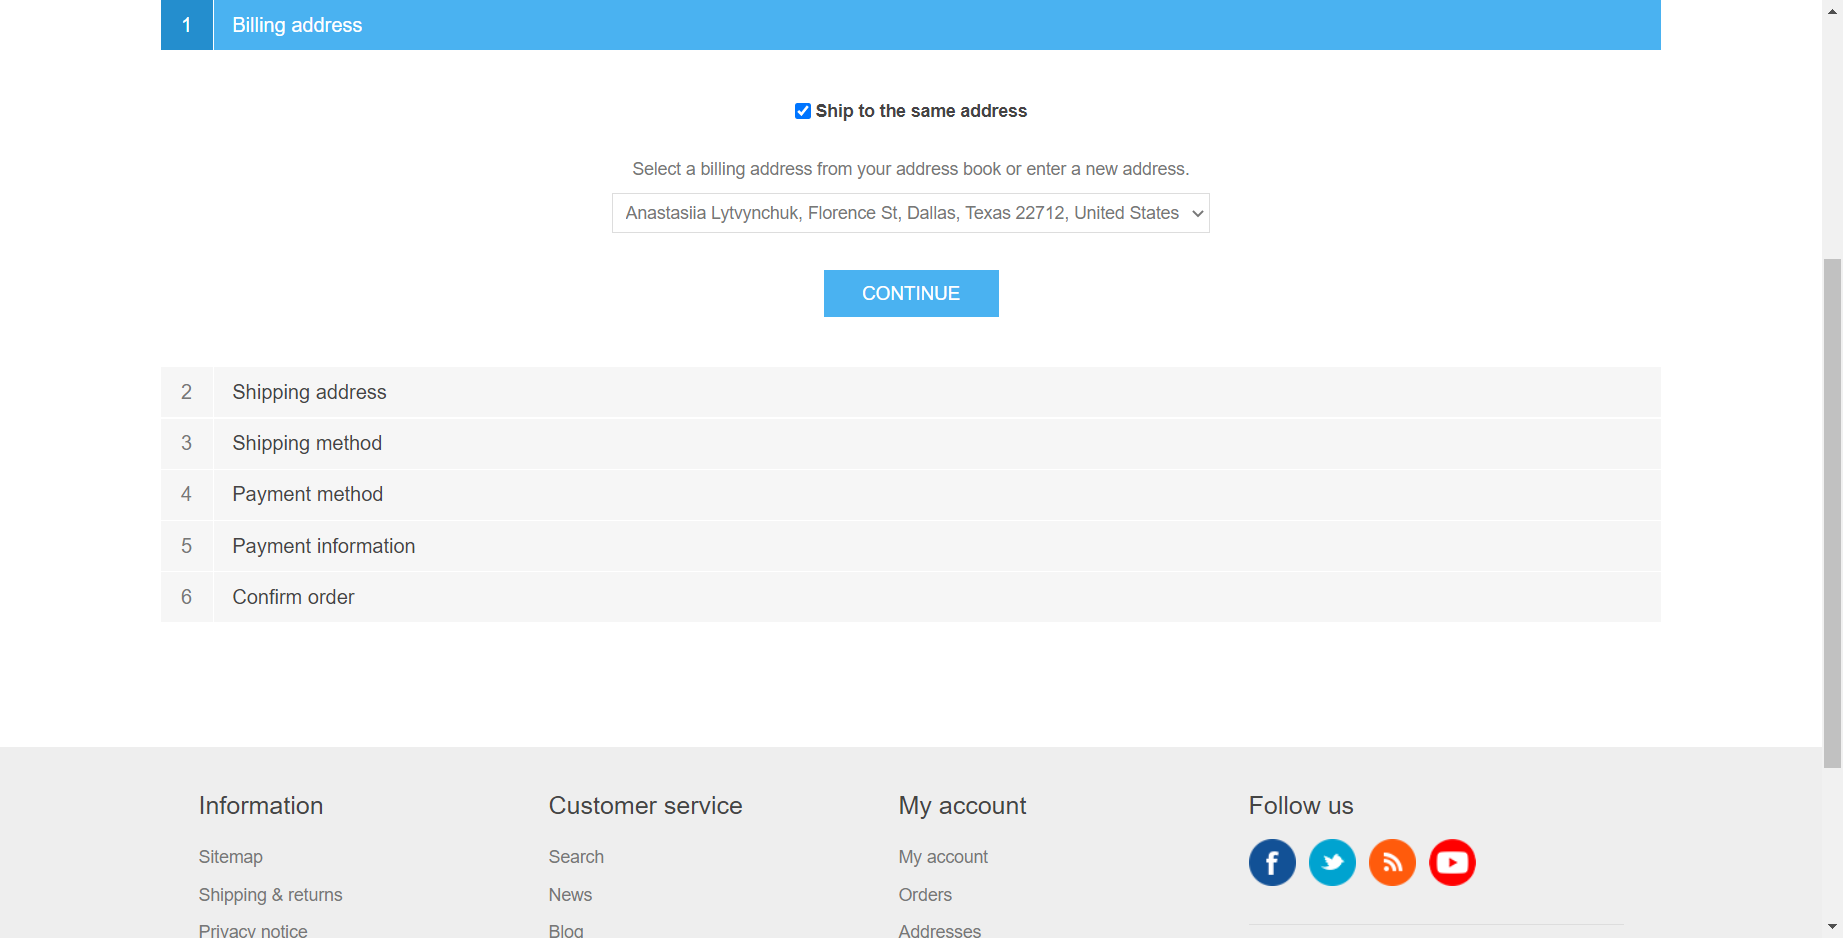 1 Billing address
Ship to the same address
Select a billing address from your address book or enter a new address.
Anastasiia Lytvynchuk, Florence St, Dallas, Texas 22712, United States
CONTINUE
2 Shipping address
3 Shipping method
4 Payment method
5 Payment information
6 Confirm order
Information
Sitemap
Shipping & returns
Privacy notice
Customer service
Search
News
Blog
My account
My account
Orders
Addresses
Follow us